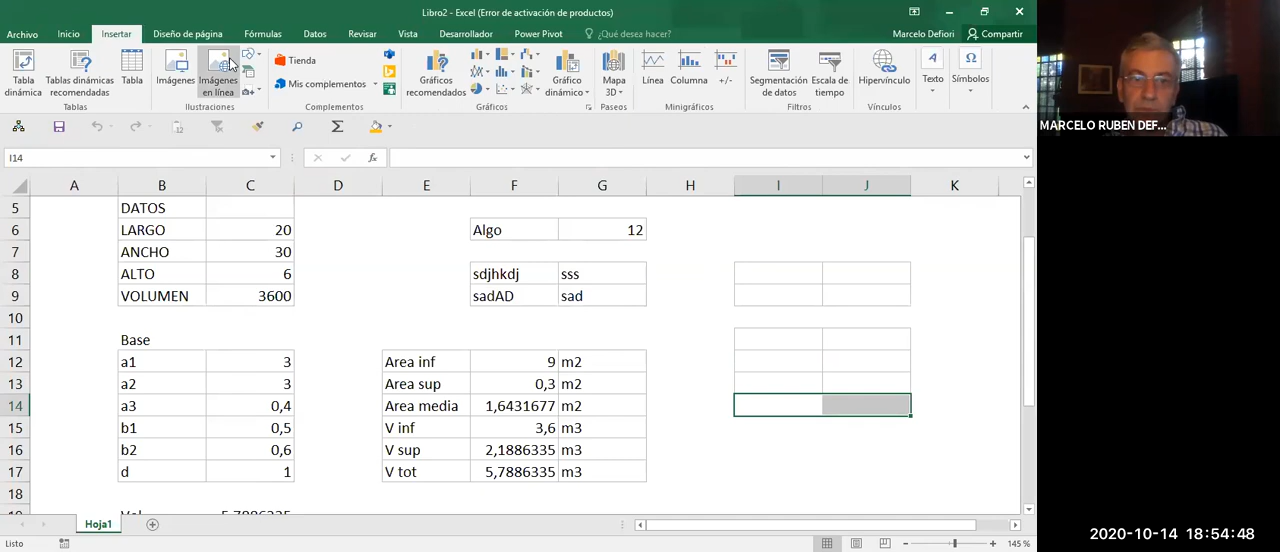 Libro2 - Excel (Error de activación de productos)
Archivo Inicio Insertar Diseño de página Fórmulas Datos Revisar Vista Desarrollador Power Pivot ¿Qué desea hacer? Marcelo Defiori Compartir
Tabla dinámica
Tablas dinámicas recomendadas
Tabla
Imágenes
Imágenes en línea
Tienda
Mis complementos
Gráficos recomendados
Gráfico dinámico
Mapa 3D
Línea
Columna
+/-
Segmentación de datos
Escala de tiempo
Hipervínculo
Texto
Símbolos
Tablas Ilustraciones Complementos Gráficos Paseos Minigráficos Filtros Vínculos
MARCELO RUBEN DEF...
I14 fx
A B C D E F G H I J K
5 DATOS
6 LARGO 20 Algo 12
7 ANCHO 30
8 ALTO 6 sdjhkdj sss
9 VOLUMEN 3600 sadAD sad
10
11 Base
12 a1 3 Area inf 9 m2
13 a2 3 Area sup 0,3 m2
14 a3 0,4 Area media 1,6431677 m2
15 b1 0,5 V inf 3,6 m3
16 b2 0,6 V sup 2,1886335 m3
17 d 1 V tot 5,7886335 m3
18
Hoja1
Listo 145 %
2020-10-14 18:54:48